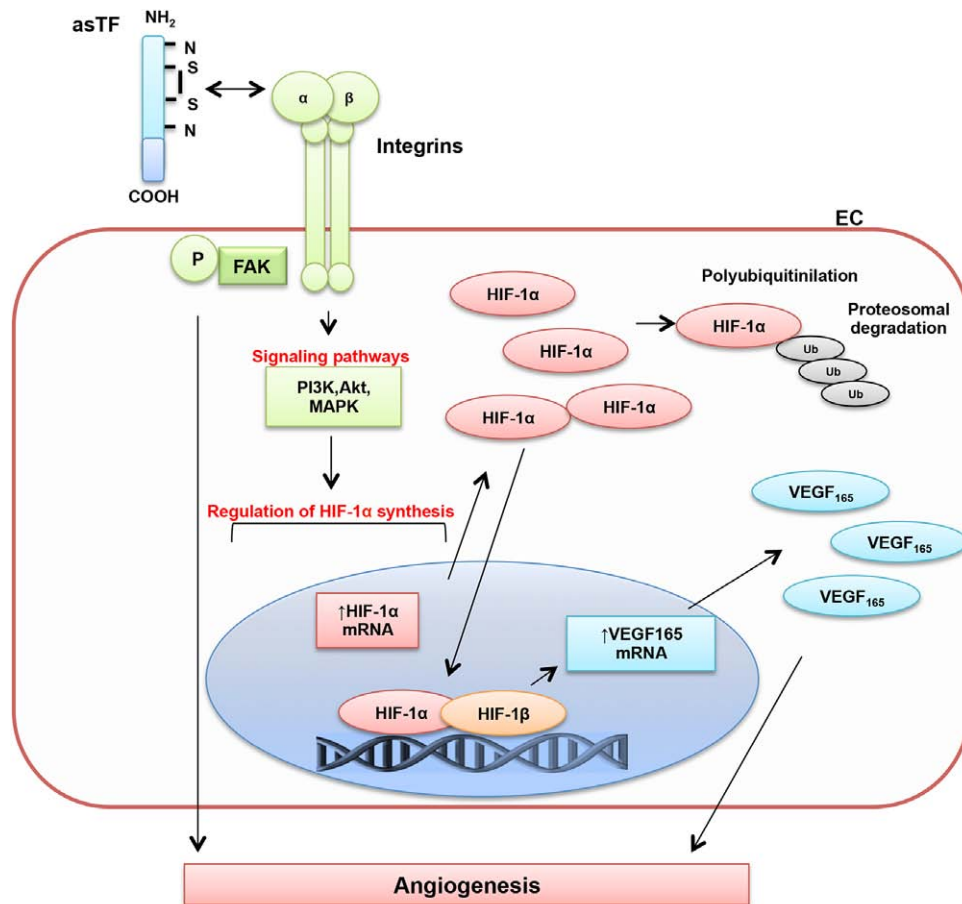 asTF
NH2
N
S
S
N
COOH
α
β
Integrins
EC
P
FAK
Signaling pathways
PI3K,Akt,
MAPK
Regulation of HIF-1α synthesis
HIF-1α
HIF-1α
HIF-1α
HIF-1α
Polyubiquitinilation
HIF-1α
Proteosomal
degradation
Ub
Ub
Ub
VEGF165
VEGF165
VEGF165
↑HIF-1α
mRNA
↑VEGF165
mRNA
HIF-1α
HIF-1β
Angiogenesis